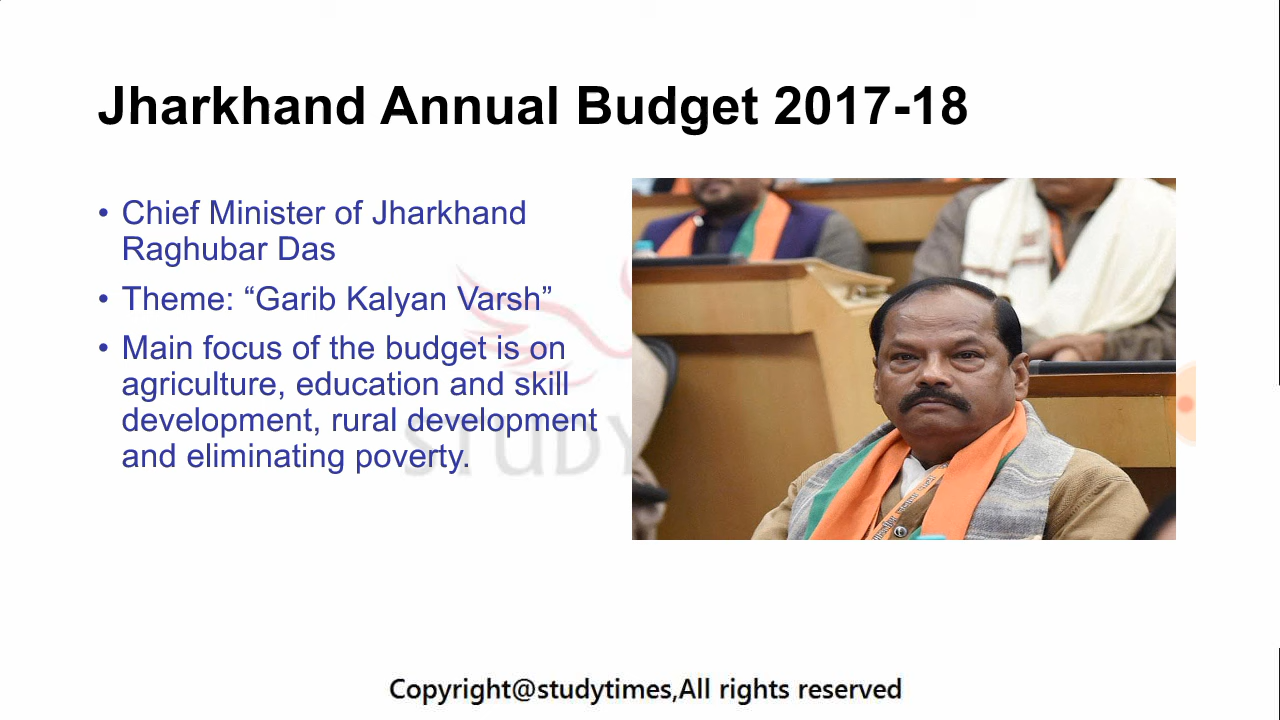 Jharkhand Annual Budget 2017-18
• Chief Minister of Jharkhand
Raghubar Das
• Theme: “Garib Kalyan Varsh”
• Main focus of the budget is on
agriculture, education and skill
development, rural development
and eliminating poverty.
STUDY
Copyright@studytimes,All rights reserved